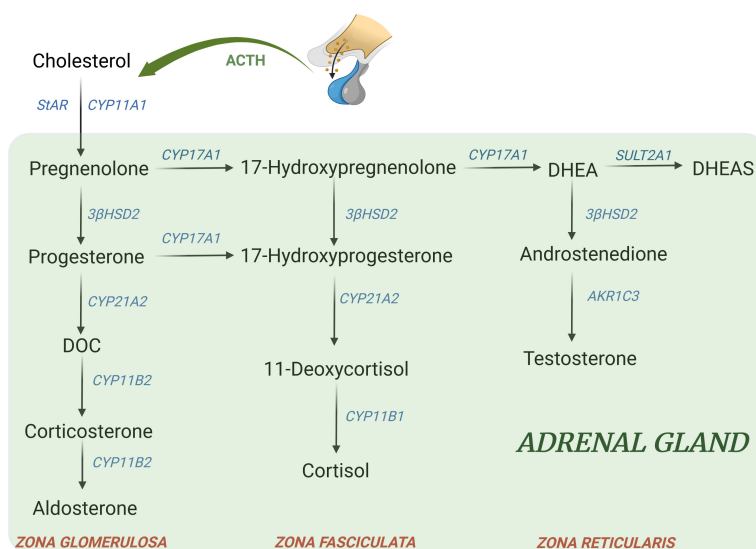 Cholesterol
ACTH
StAR CYP11A1
Pregnenolone CYP17A1 17-Hydroxypregnenolone CYP17A1 DHEA SULT2A1 DHEAS
3βHSD2 3βHSD2 3βHSD2
Progesterone CYP17A1 17-Hydroxyprogesterone Androstenedione
CYP21A2 CYP21A2 AKR1C3
DOC 11-Deoxycortisol Testosterone
CYP11B2 CYP11B1
Corticosterone ADRENAL GLAND
CYP11B2 Cortisol
Aldosterone
ZONA GLOMERULOSA ZONA FASCICULATA ZONA RETICULARIS